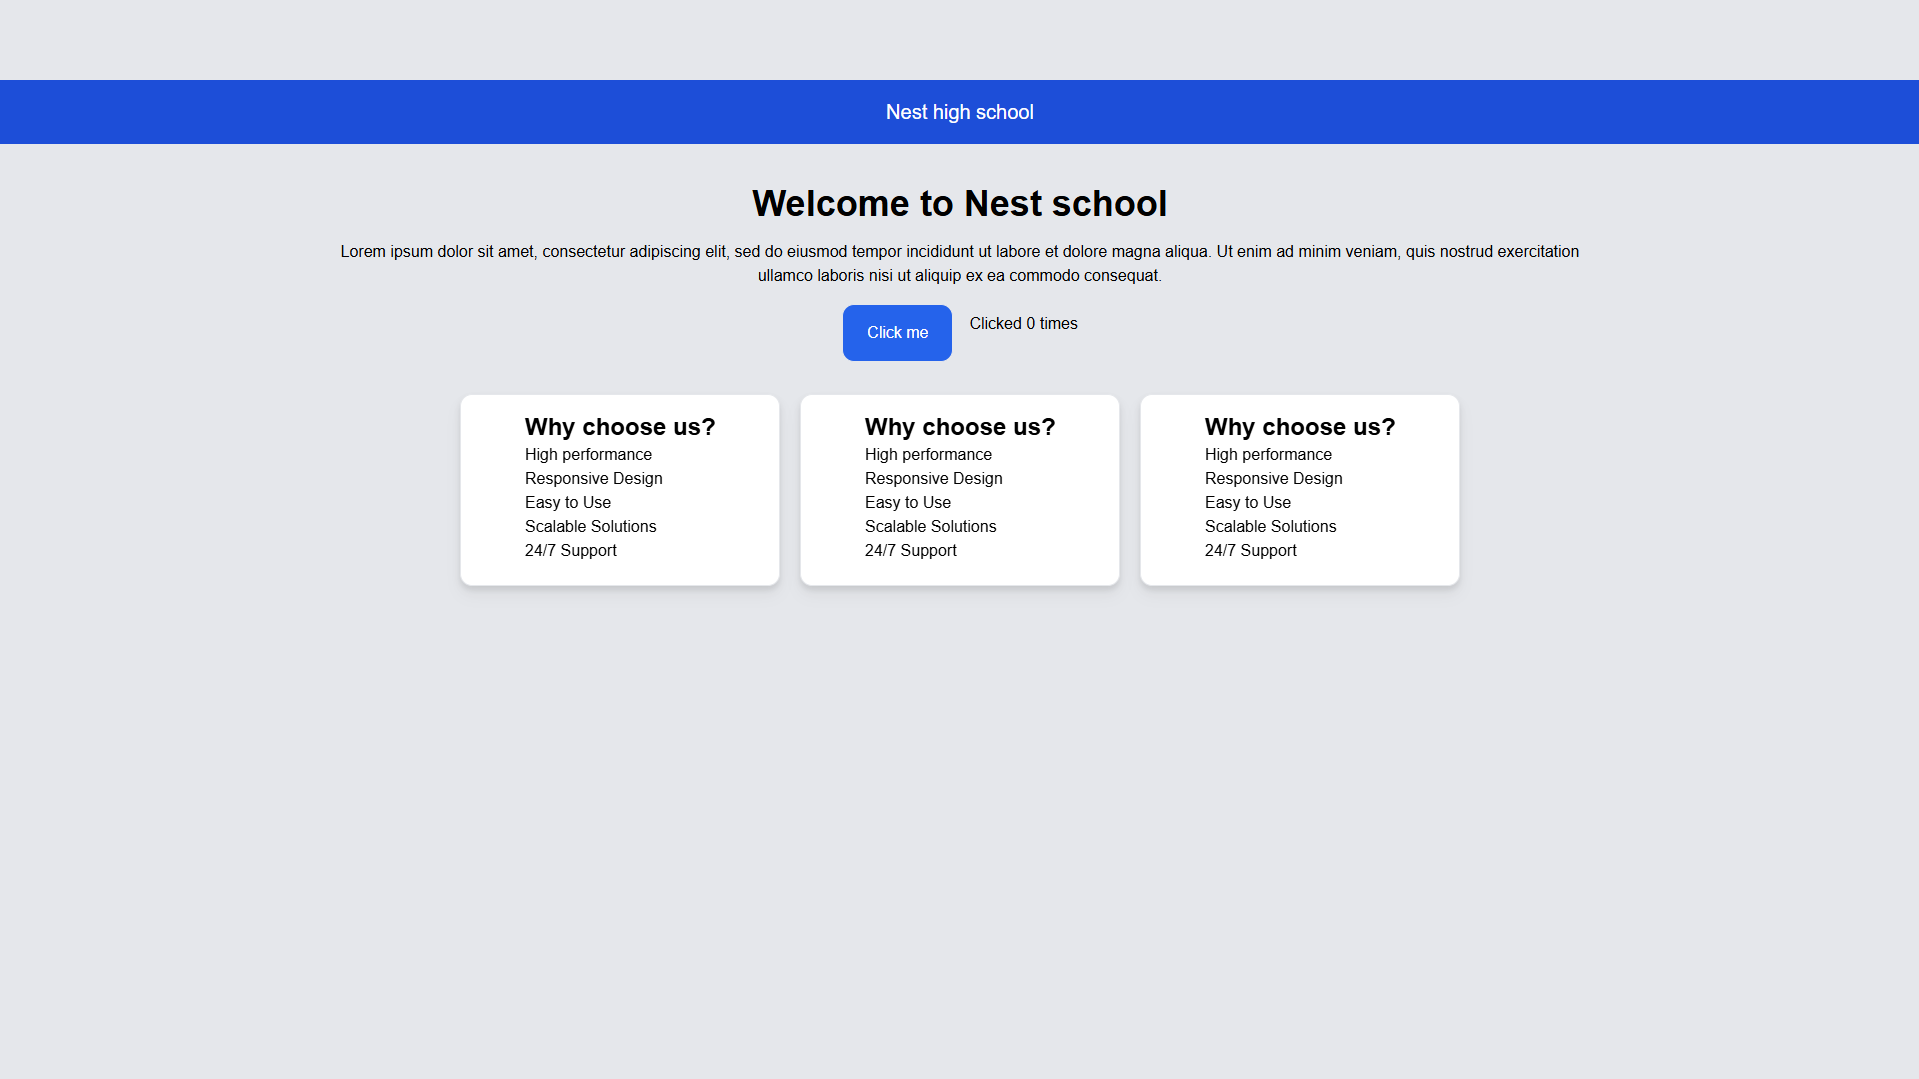 Nest high school
Welcome to Nest school
Lorem ipsum dolor sit amet, consectetur adipiscing elit, sed do eiusmod tempor incididunt ut labore et dolore magna aliqua. Ut enim ad minim veniam, quis nostrud exercitation
ullamco laboris nisi ut aliquip ex ea commodo consequat.
Click me
Clicked 0 times
Why choose us?
High performance
Responsive Design
Easy to Use
Scalable Solutions
24/7 Support
Why choose us?
High performance
Responsive Design
Easy to Use
Scalable Solutions
24/7 Support
Why choose us?
High performance
Responsive Design
Easy to Use
Scalable Solutions
24/7 Support